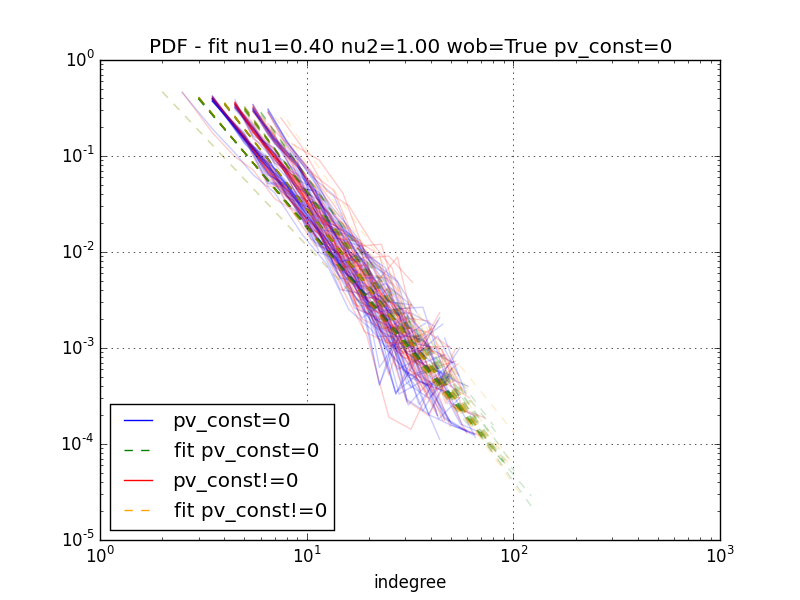 PDF - fit nu1=0.40 nu2=1.00 wob=True pv_const=0
10^0
10^-1
10^-2
10^-3
10^-4
10^-5
pv_const=0
fit pv_const=0
pv_const!=0
fit pv_const!=0
10^0 10^1 10^2 10^3
indegree